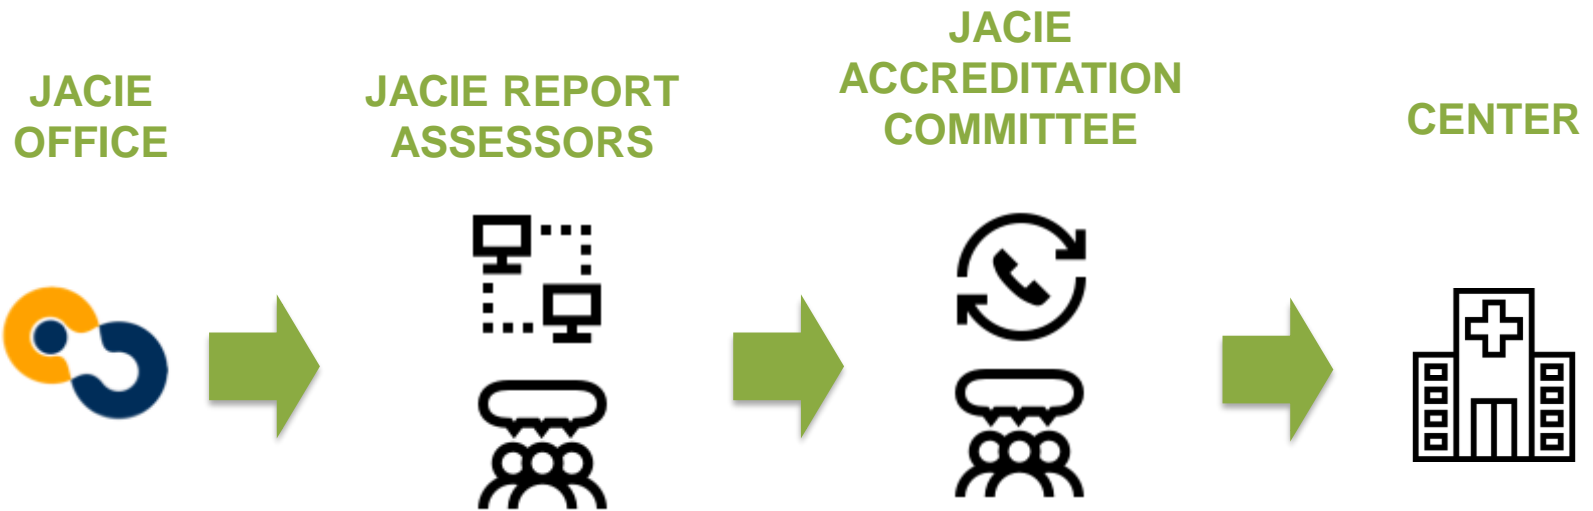 JACIE
OFFICE
JACIE REPORT
ASSESSORS
JACIE
ACCREDITATION
COMMITTEE
CENTER